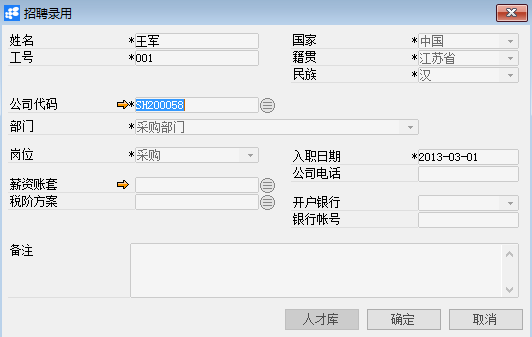 招聘录用
姓名 *王军 国家 *中国
工号 *001 籍贯 *江苏省
民族 *汉
公司代码 *SH200058
部门 *采购部门
岗位 *采购 入职日期 *2013-03-01
公司电话
薪资账套 开户银行
税阶方案 银行帐号
备注
人才库 确定 取消